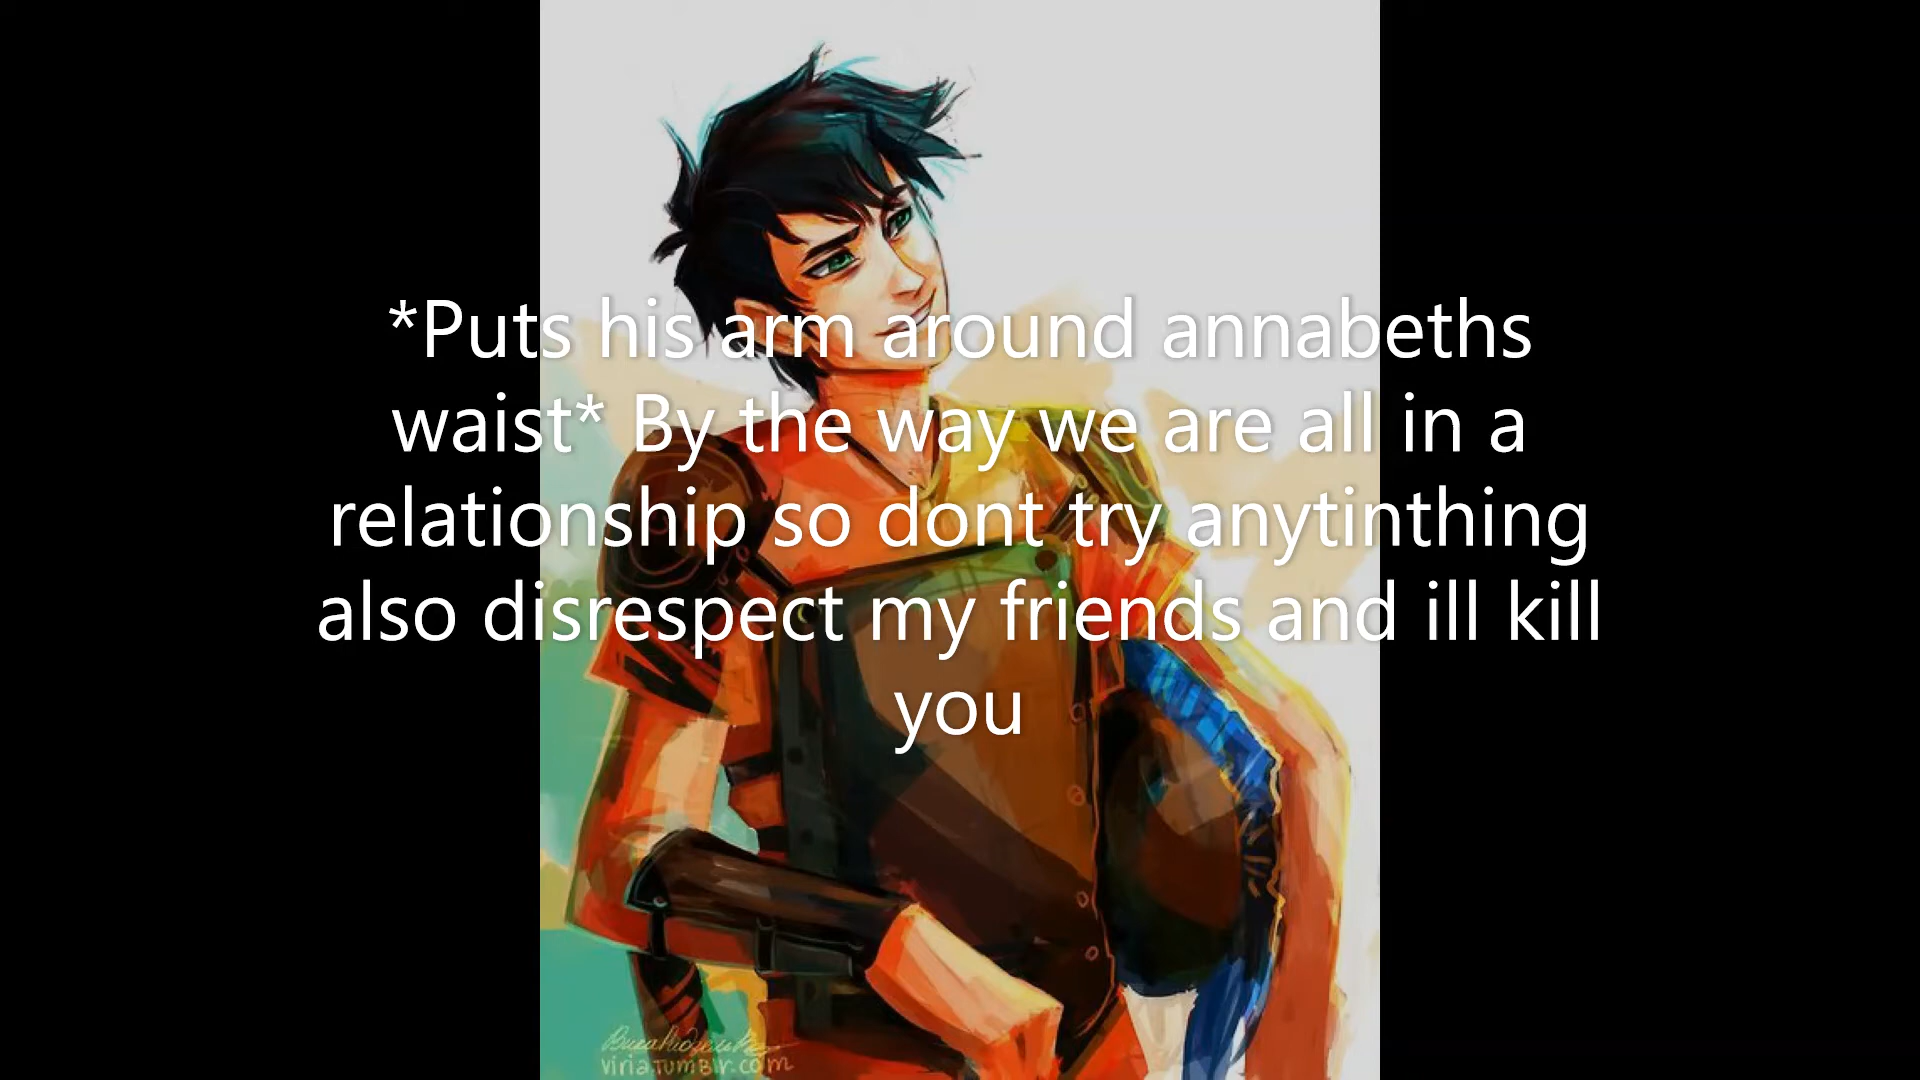 *Puts his arm around annabeths
waist* By the way we are all in a
relationship so dont try anytinthing
also disrespect my friends and ill kill
you
viria.tumblr.com